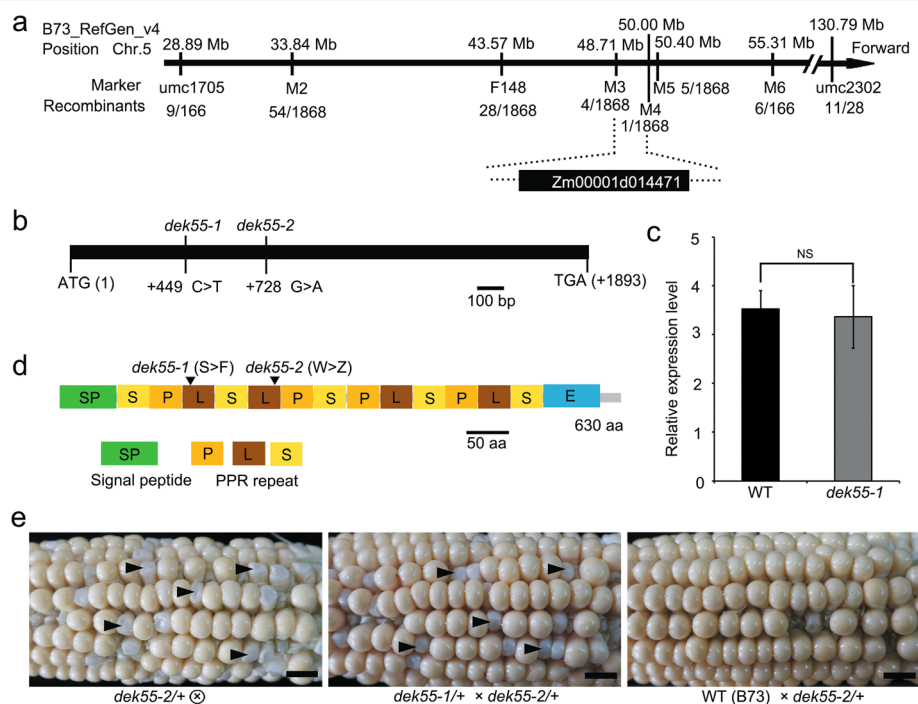 a
B73_RefGen_v4
Position Chr.5 28.89 Mb 33.84 Mb 43.57 Mb 48.71 Mb 50.00 Mb 50.40 Mb 55.31 Mb 130.79 Mb Forward
Marker umc1705 M2 F148 M3 M4 M5 M6 umc2302
Recombinants 9/166 54/1868 28/1868 4/1868 1/1868 5/1868 6/166 11/28
Zm00001d014471
b
dek55-1 dek55-2
ATG (1) +449 C>T +728 G>A TGA (+1893)
100 bp
c
Relative expression level
5
4
3
2
1
0
NS
WT dek55-1
d
dek55-1 (S>F) dek55-2 (W>Z)
SP S P L S L P S P L S P L S E
630 aa
50 aa
SP P L S
Signal peptide PPR repeat
e
dek55-2/+ ⊗ dek55-1/+ × dek55-2/+ WT (B73) × dek55-2/+